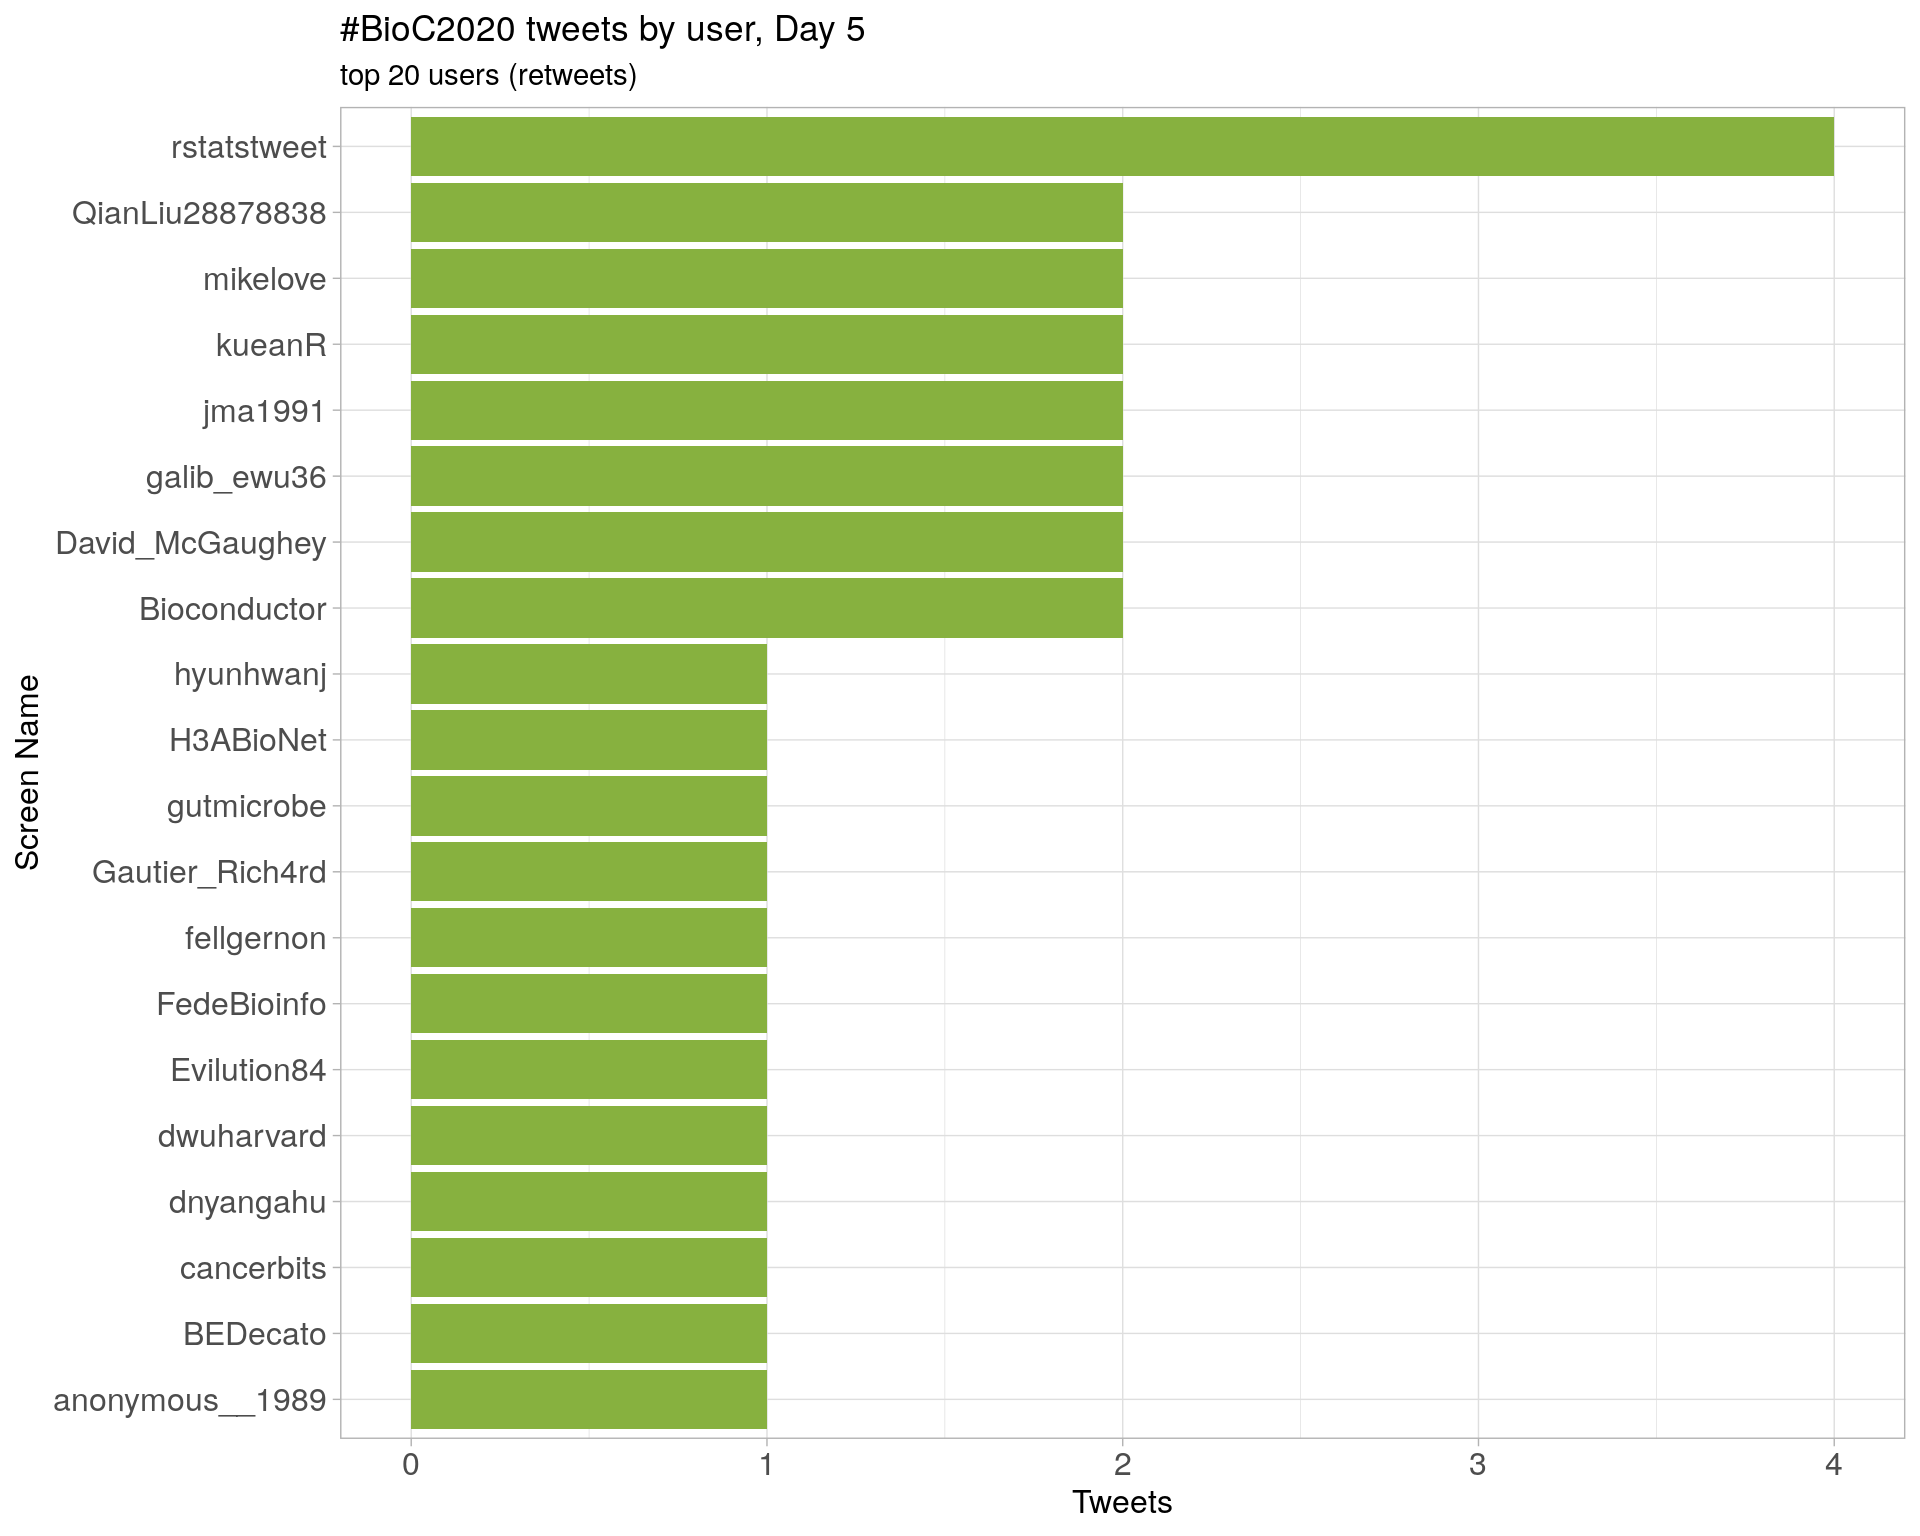 #BioC2020 tweets by user, Day 5
top 20 users (retweets)
rstatstweet
QianLiu28878838
mikelove
kueanR
jma1991
galib_ewu36
David_McGaughey
Bioconductor
hyunhwanj
H3ABioNet
gutmicrobe
Gautier_Rich4rd
fellgernon
FedeBioinfo
Evilution84
dwuharvard
dnyangahu
cancerbits
BEDecato
anonymous__1989
Screen Name
0 1 2 3 4
Tweets